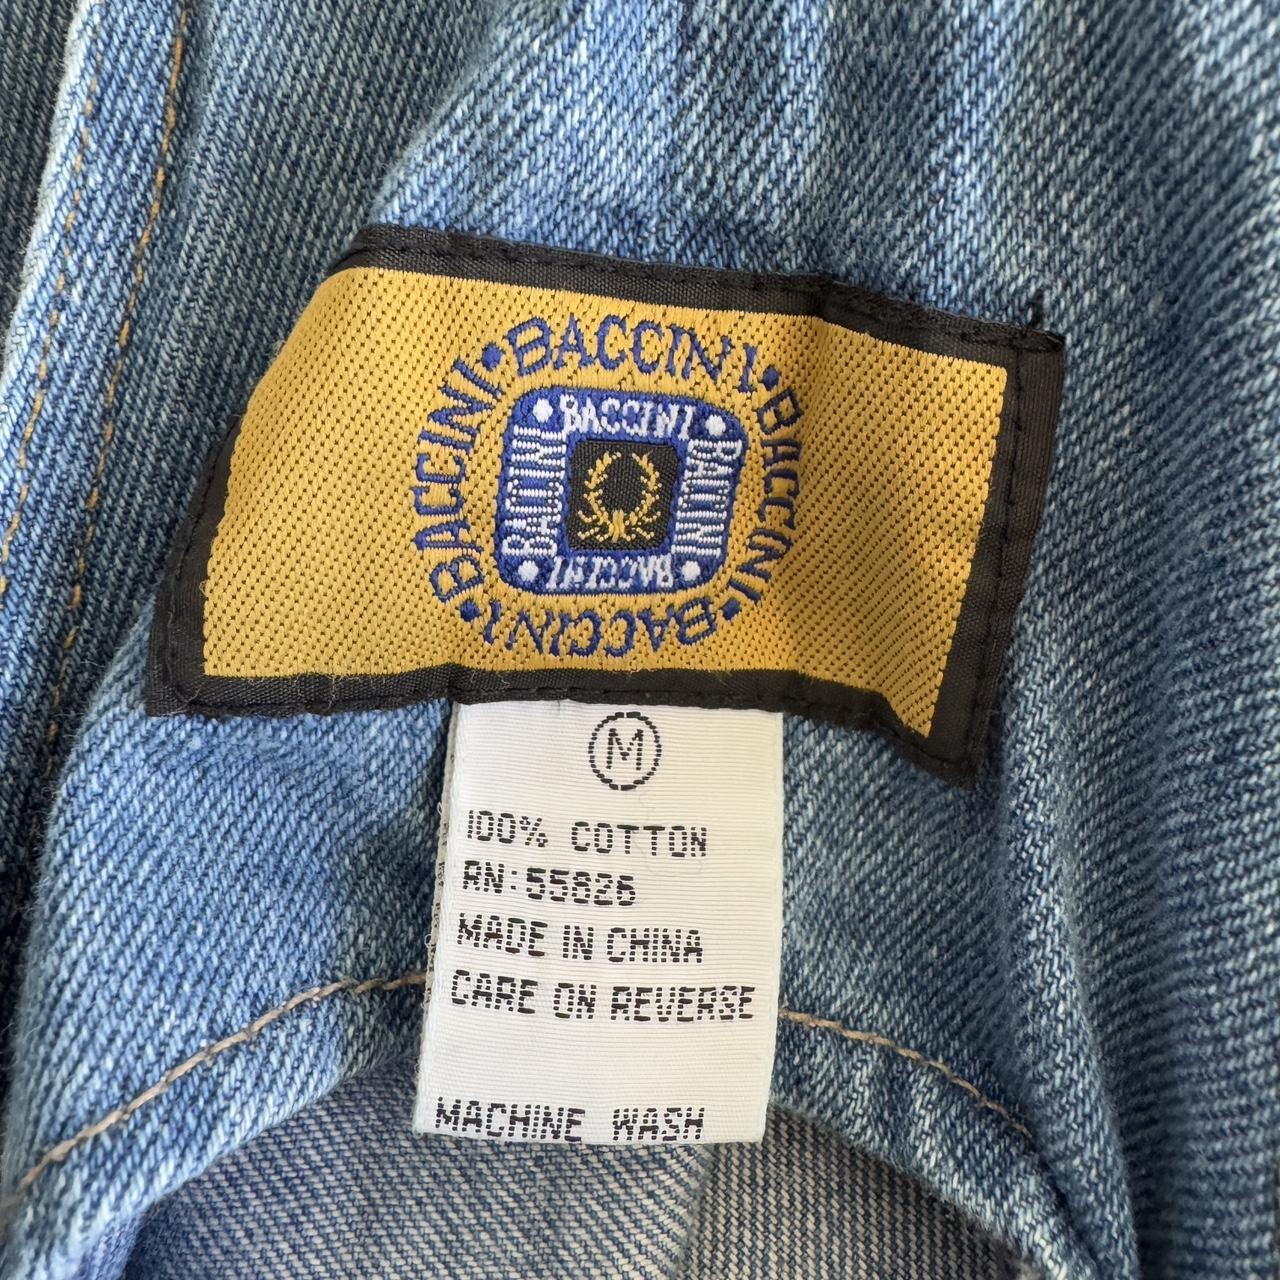 BACCINI • BACCINI • BACCINI • BACCINI •
BACCINI • BACCINI • BACCINI • BACCINI •
M
100% COTTON
RN: 55826
MADE IN CHINA
CARE ON REVERSE
MACHINE WASH